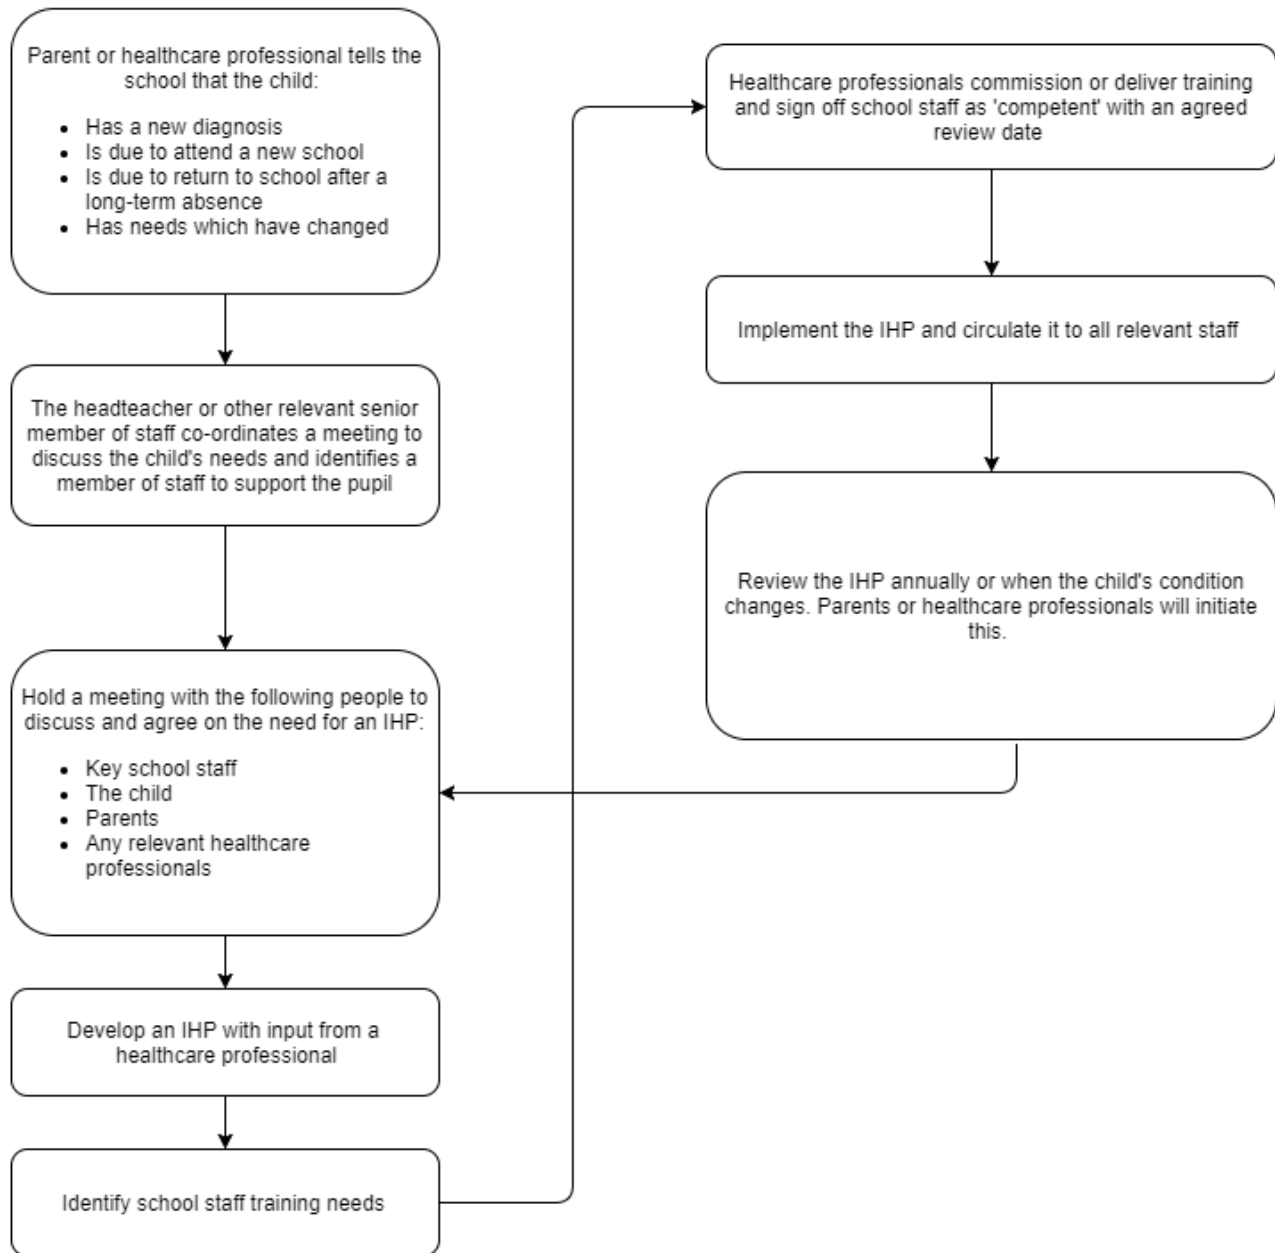 Parent or healthcare professional tells the
school that the child:
• Has a new diagnosis
• Is due to attend a new school
• Is due to return to school after a
long-term absence
• Has needs which have changed
The headteacher or other relevant senior
member of staff co-ordinates a meeting to
discuss the child's needs and identifies a
member of staff to support the pupil
Hold a meeting with the following people to
discuss and agree on the need for an IHP:
• Key school staff
• The child
• Parents
• Any relevant healthcare
professionals
Develop an IHP with input from a
healthcare professional
Identify school staff training needs
Healthcare professionals commission or deliver training
and sign off school staff as 'competent' with an agreed
review date
Implement the IHP and circulate it to all relevant staff
Review the IHP annually or when the child's condition
changes. Parents or healthcare professionals will initiate
this.